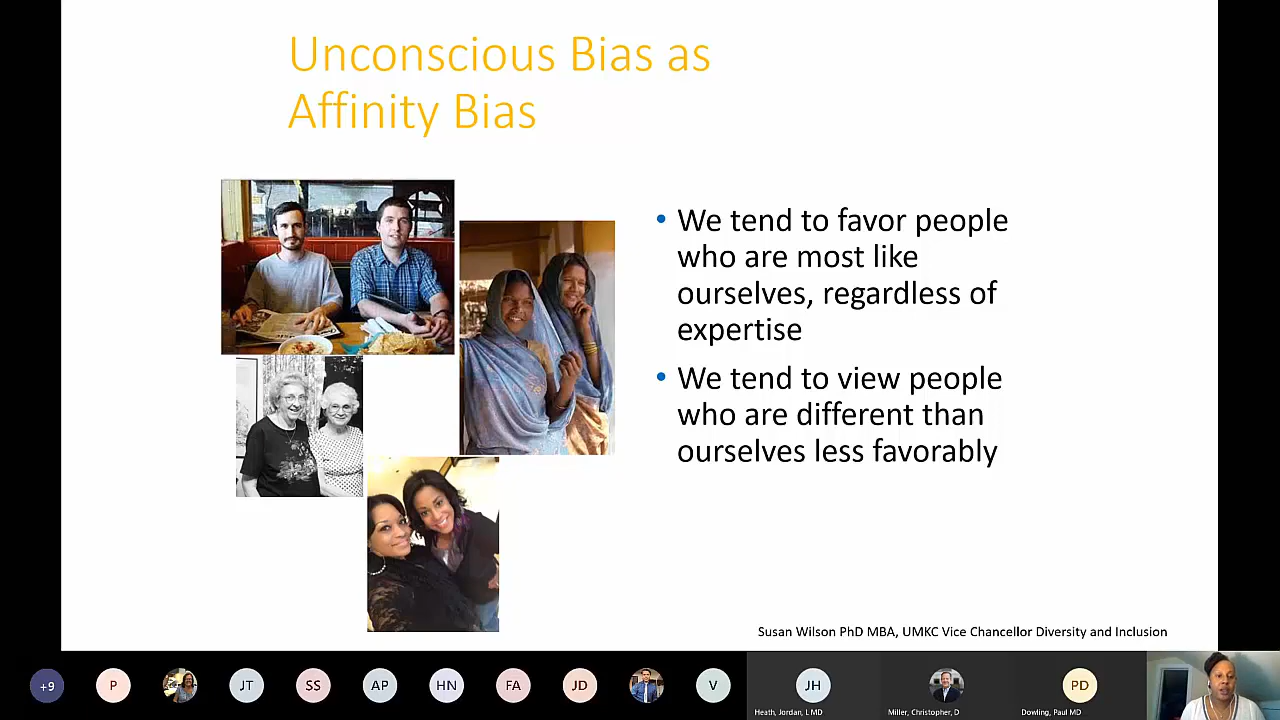 Unconscious Bias as
Affinity Bias
• We tend to favor people
who are most like
ourselves, regardless of
expertise
• We tend to view people
who are different than
ourselves less favorably
Susan Wilson PhD MBA, UMKC Vice Chancellor Diversity and Inclusion
+9 P JT SS AP HN FA JD V JH PD
Heath, Jordan, L MD Miller, Christopher, D Dowling, Paul MD